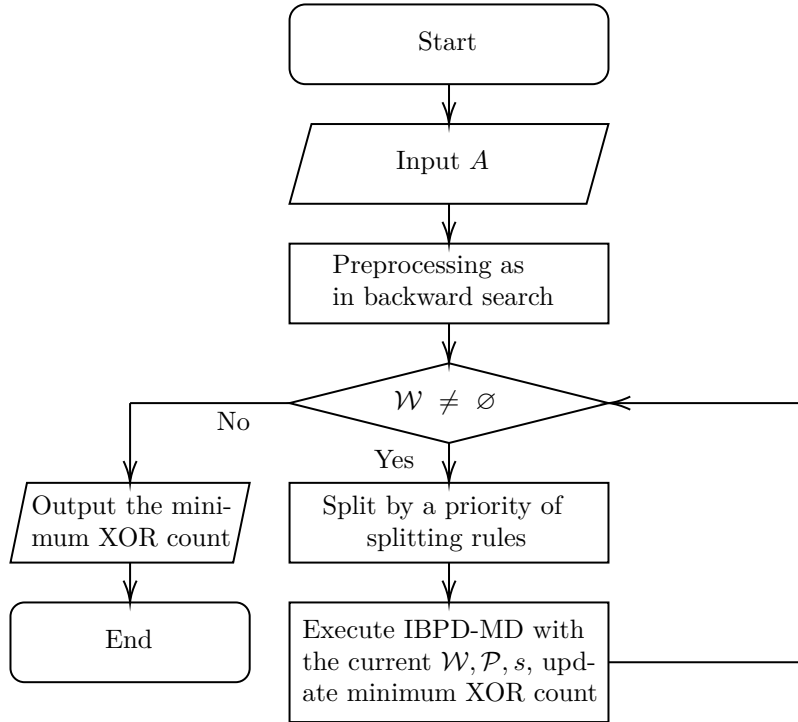 Start
Input A
Preprocessing as
in backward search
𝒲 ≠ ∅
No
Yes
Output the mini-
mum XOR count
Split by a priority of
splitting rules
End
Execute IBPD-MD with
the current 𝒲, 𝒫, s, upd-
ate minimum XOR count